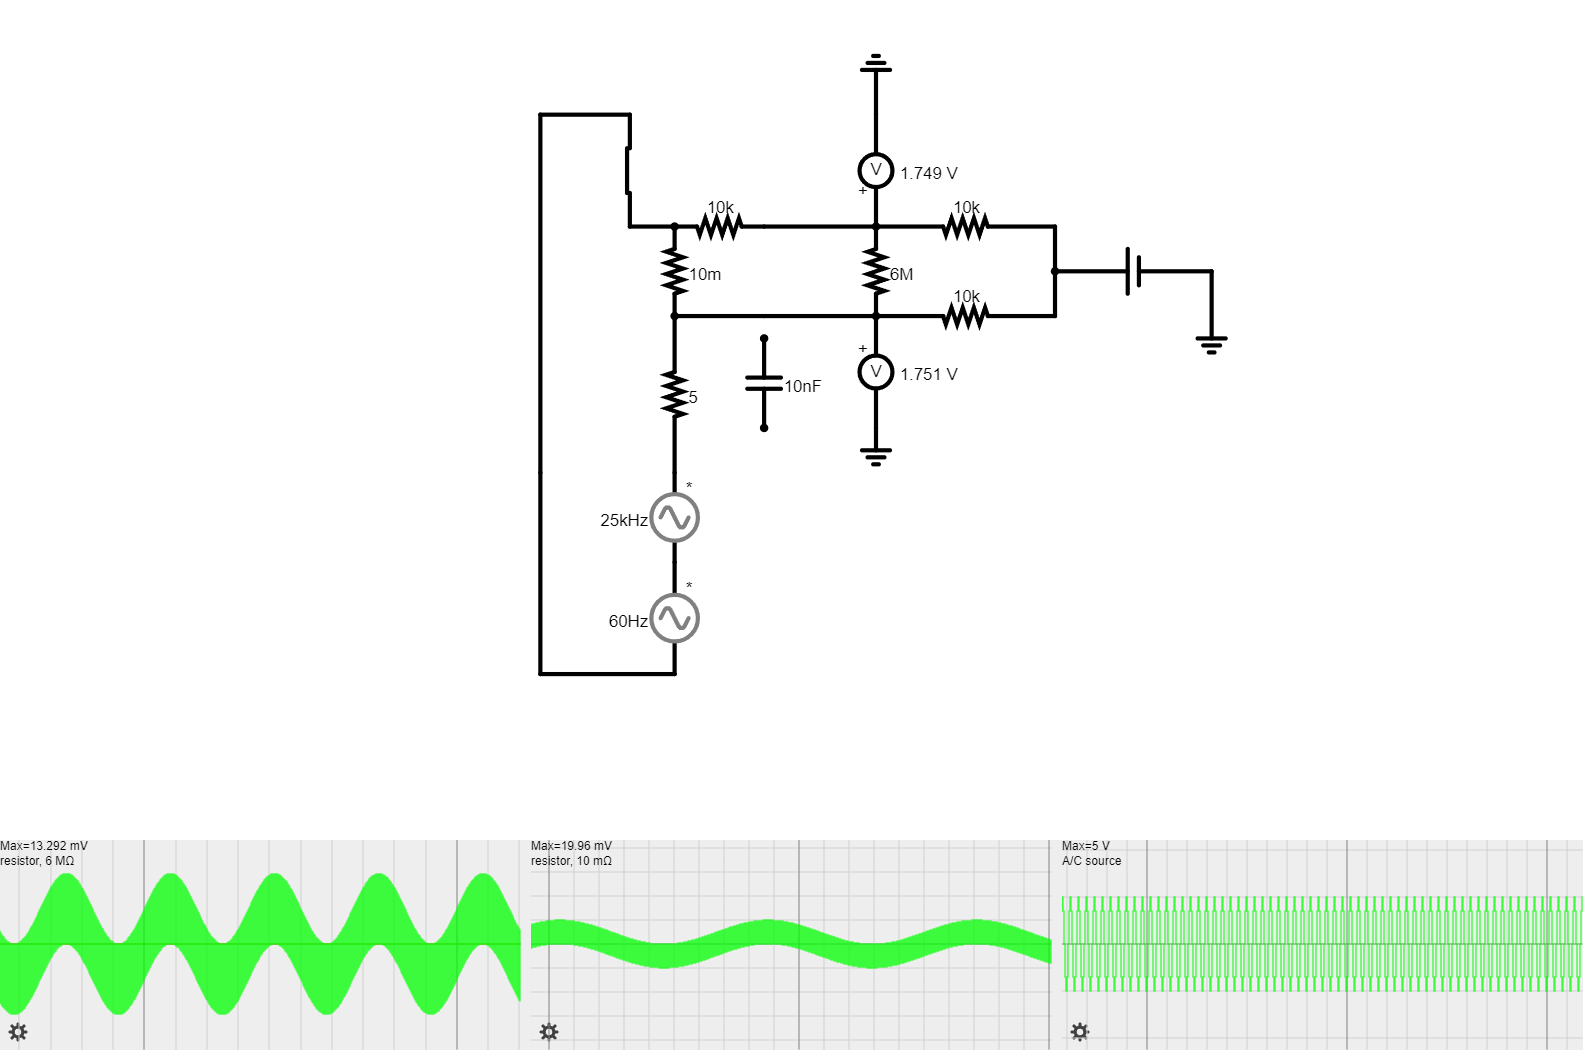 V
1.749 V
+
10k
10k
10m
6M
10k
+
V
1.751 V
10nF
5
*
25kHz
*
60Hz
Max=13.292 mV
resistor, 6 MΩ
Max=19.96 mV
resistor, 10 mΩ
Max=5 V
A/C source